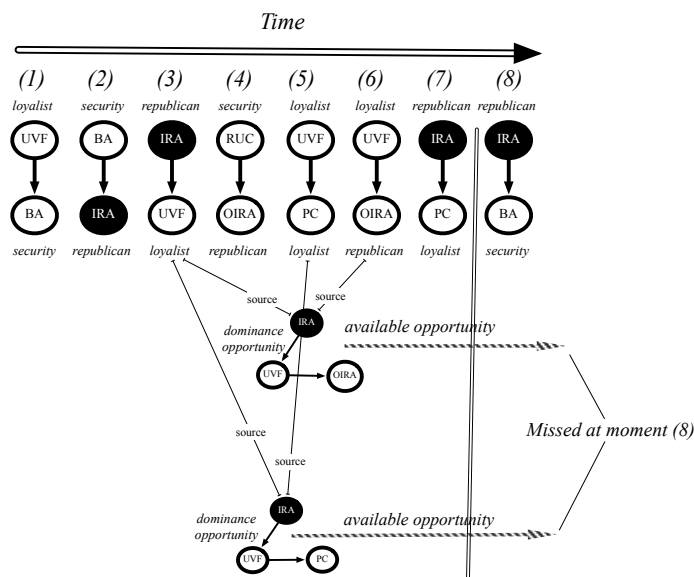 Time
(1) (2) (3) (4) (5) (6) (7) (8)
loyalist security republican security loyalist loyalist republican republican
UVF BA IRA RUC UVF UVF IRA IRA
BA IRA UVF OIRA PC OIRA PC BA
security republican loyalist republican loyalist republican loyalist security
source source
IRA
dominance
opportunity
available opportunity
UVF OIRA
Missed at moment (8)
source
source
IRA
dominance
opportunity
available opportunity
UVF PC